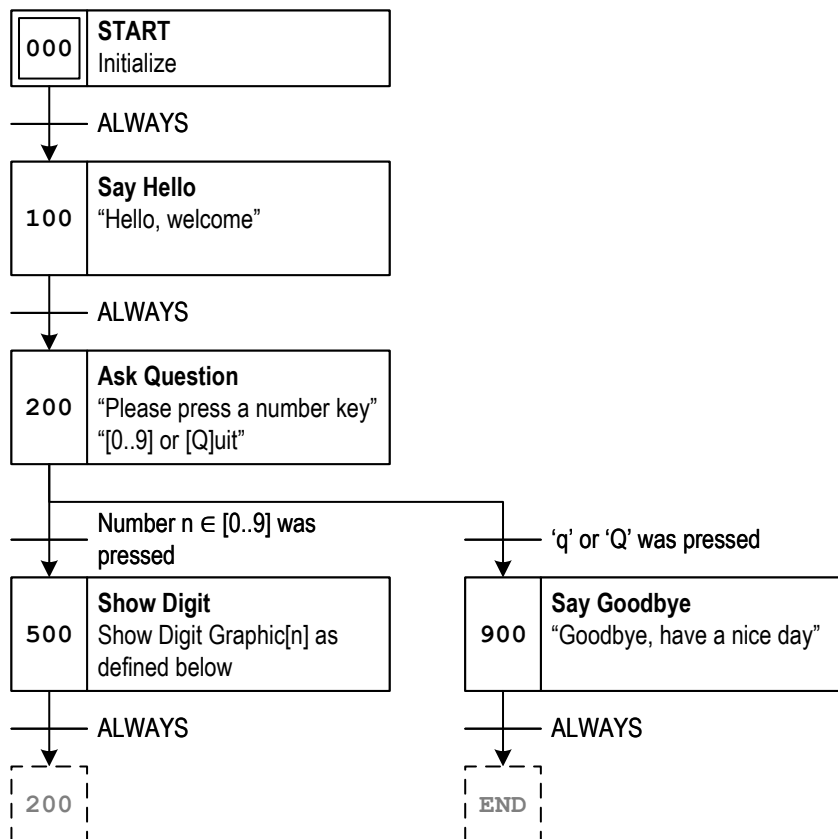 000
START
Initialize
ALWAYS
100
Say Hello
“Hello, welcome”
ALWAYS
200
Ask Question
“Please press a number key”
“[0..9] or [Q]uit”
Number n ∈ [0..9] was
pressed
‘q’ or ‘Q’ was pressed
500
Show Digit
Show Digit Graphic[n] as
defined below
900
Say Goodbye
“Goodbye, have a nice day”
ALWAYS
ALWAYS
200
END